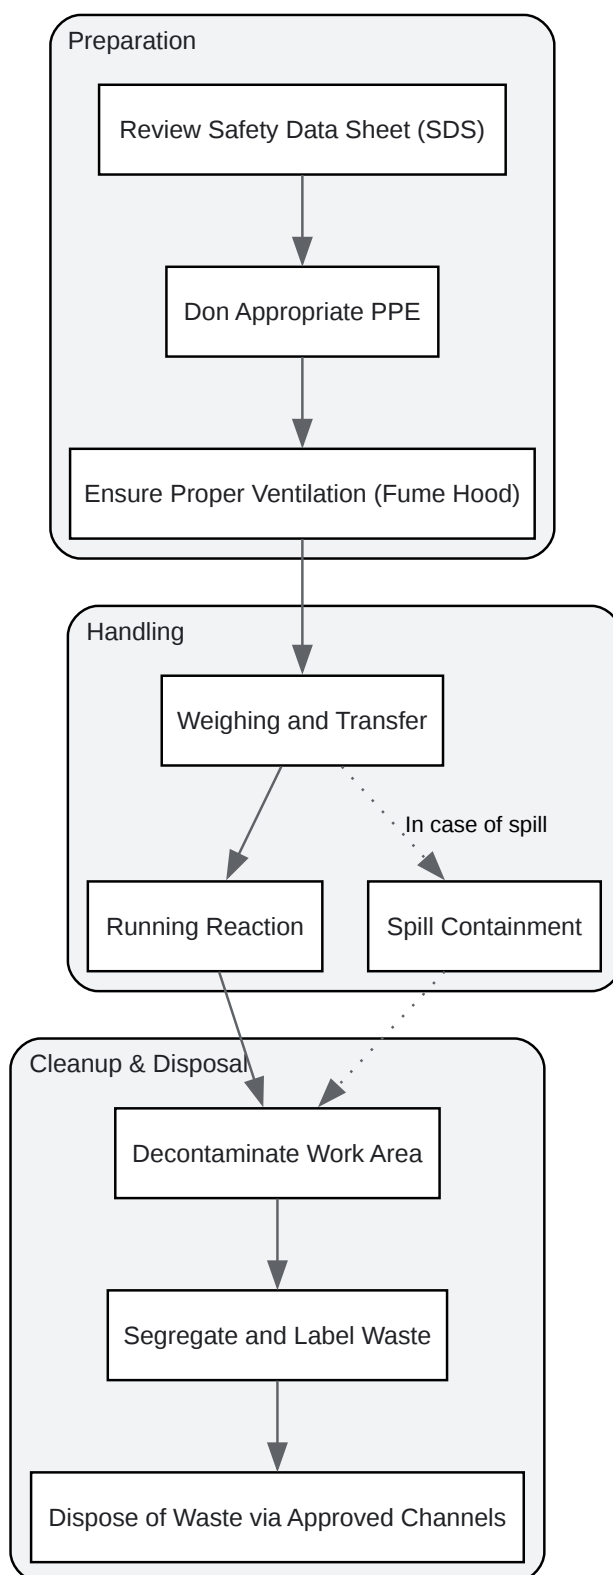 Preparation
Review Safety Data Sheet (SDS)
Don Appropriate PPE
Ensure Proper Ventilation (Fume Hood)
Handling
Weighing and Transfer
In case of spill
Running Reaction
Spill Containment
Cleanup & Disposal
Decontaminate Work Area
Segregate and Label Waste
Dispose of Waste via Approved Channels